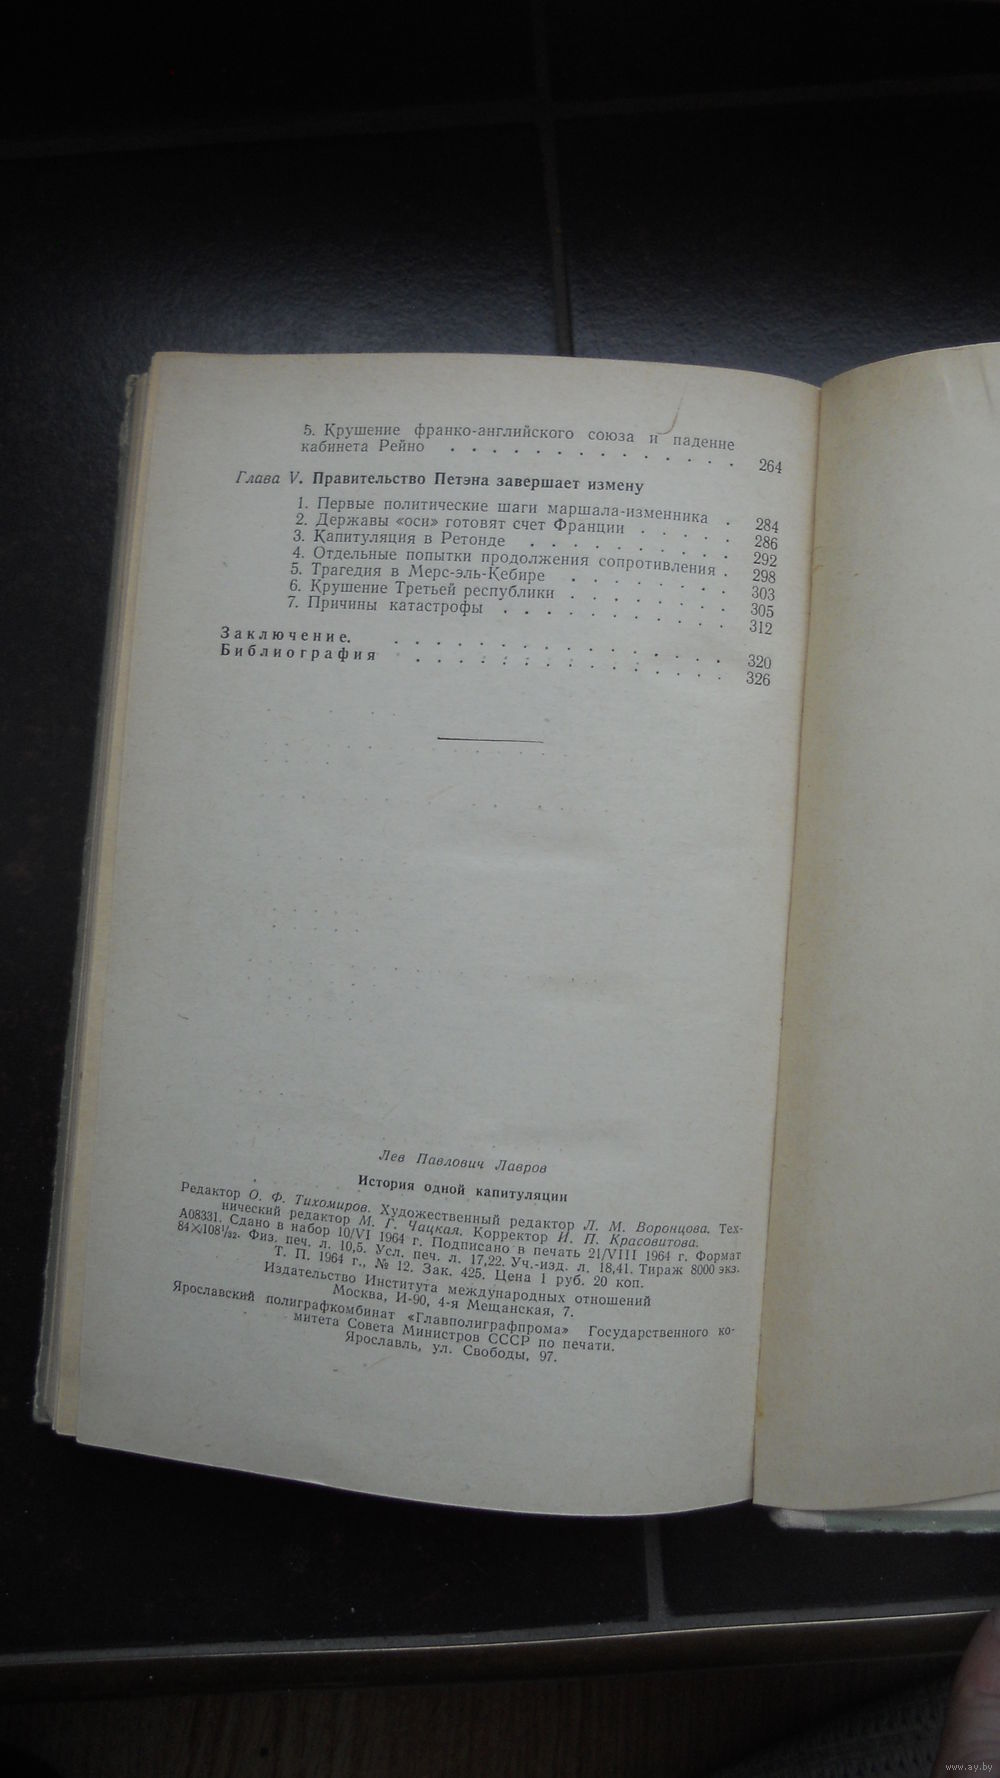 5. Крушение франко-английского союза и падение
кабинета Рейно . . . . . . . . . . . . 264
Глава V. Правительство Петэна завершает измену
1. Первые политические шаги маршала-изменника . 284
2. Державы «оси» готовят счет Франции . . . . . 286
3. Капитуляция в Ретонде . . . . . . . . . 292
4. Отдельные попытки продолжения сопротивления . 298
5. Трагедия в Мерс-эль-Кебире . . . . . . . 303
6. Крушение Третьей республики . . . . . . . 305
7. Причины катастрофы . . . . . . . . . . 312
Заключение. . . . . . . . . . . . . . . 320
Библиография . . . . . . . . . . . . . . 326
Лев Павлович Лавров
История одной капитуляции
Редактор О. Ф. Тихомиров. Художественный редактор Л. М. Воронцова. Тех-
нический редактор М. Г. Чацкая. Корректор И. П. Красовитова.
А08331. Сдано в набор 10/VI 1964 г. Подписано в печать 21/VIII 1964 г. Формат
84×108¹/₃₂. Физ. печ. л. 10,5. Усл. печ. л. 17,22. Уч.-изд. л. 18,41. Тираж 8000 экз.
Т. П. 1964 г., № 12. Зак. 425. Цена 1 руб. 20 коп.
Издательство Института международных отношений
Москва, И-90, 4-я Мещанская, 7.
Ярославский полиграфкомбинат «Главполиграфпрома» Государственного ко-
митета Совета Министров СССР по печати.
Ярославль, ул. Свободы, 97.
www.ay.by